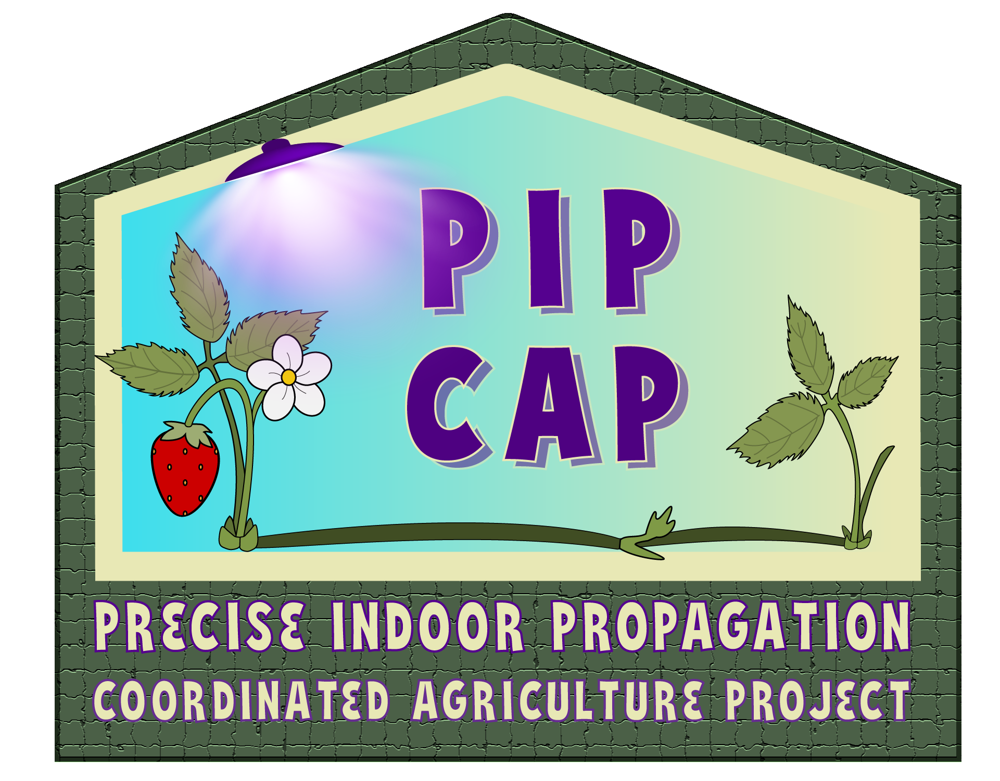 PIP
CAP
PRECISE INDOOR PROPAGATION
COORDINATED AGRICULTURE PROJECT